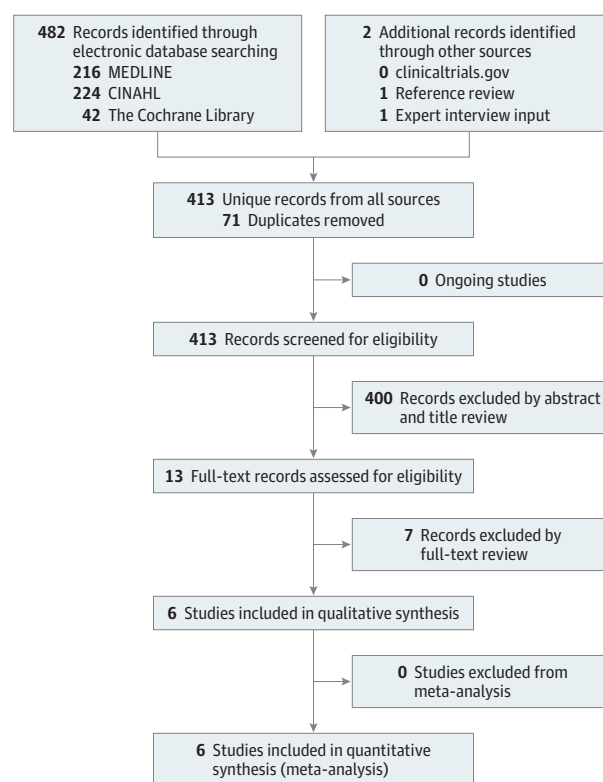 482 Records identified through
electronic database searching
216 MEDLINE
224 CINAHL
42 The Cochrane Library
2 Additional records identified
through other sources
0 clinicaltrials.gov
1 Reference review
1 Expert interview input
413 Unique records from all sources
71 Duplicates removed
0 Ongoing studies
413 Records screened for eligibility
400 Records excluded by abstract
and title review
13 Full-text records assessed for eligibility
7 Records excluded by
full-text review
6 Studies included in qualitative synthesis
0 Studies excluded from
meta-analysis
6 Studies included in quantitative
synthesis (meta-analysis)